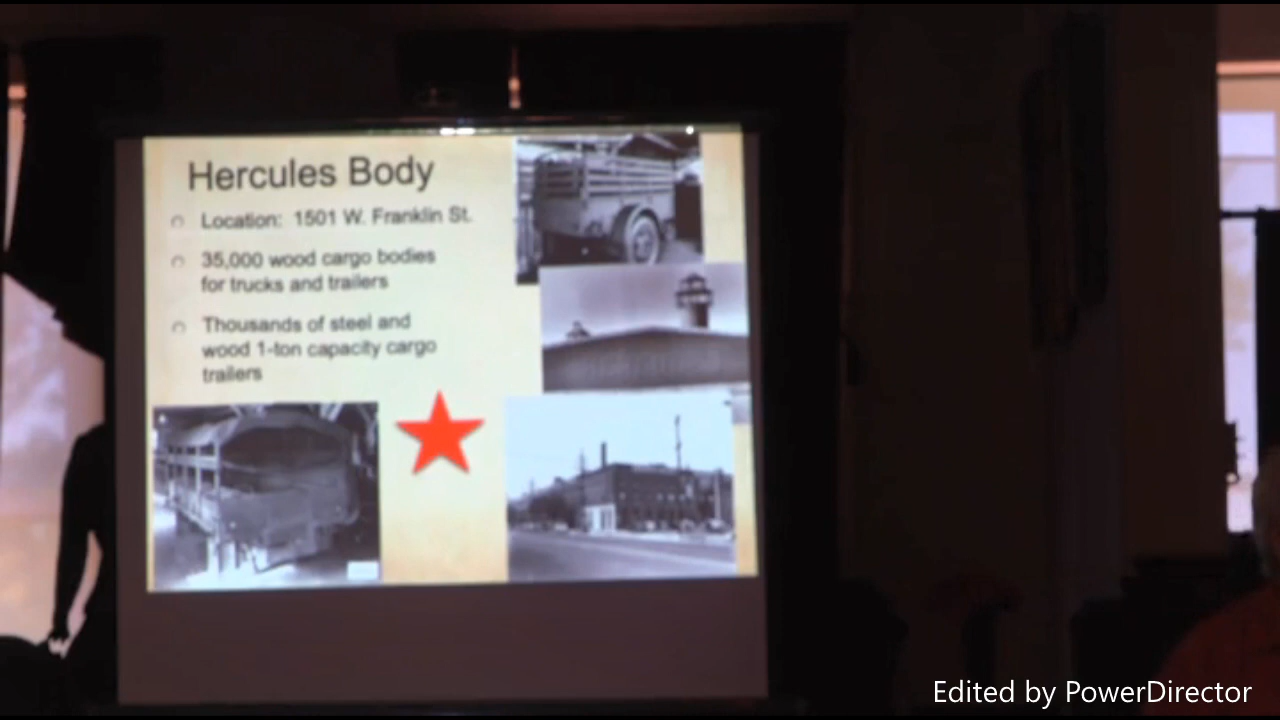 Hercules Body
Location: 1501 W. Franklin St.
35,000 wood cargo bodies
for trucks and trailers
Thousands of steel and
wood 1-ton capacity cargo
trailers
Edited by PowerDirector